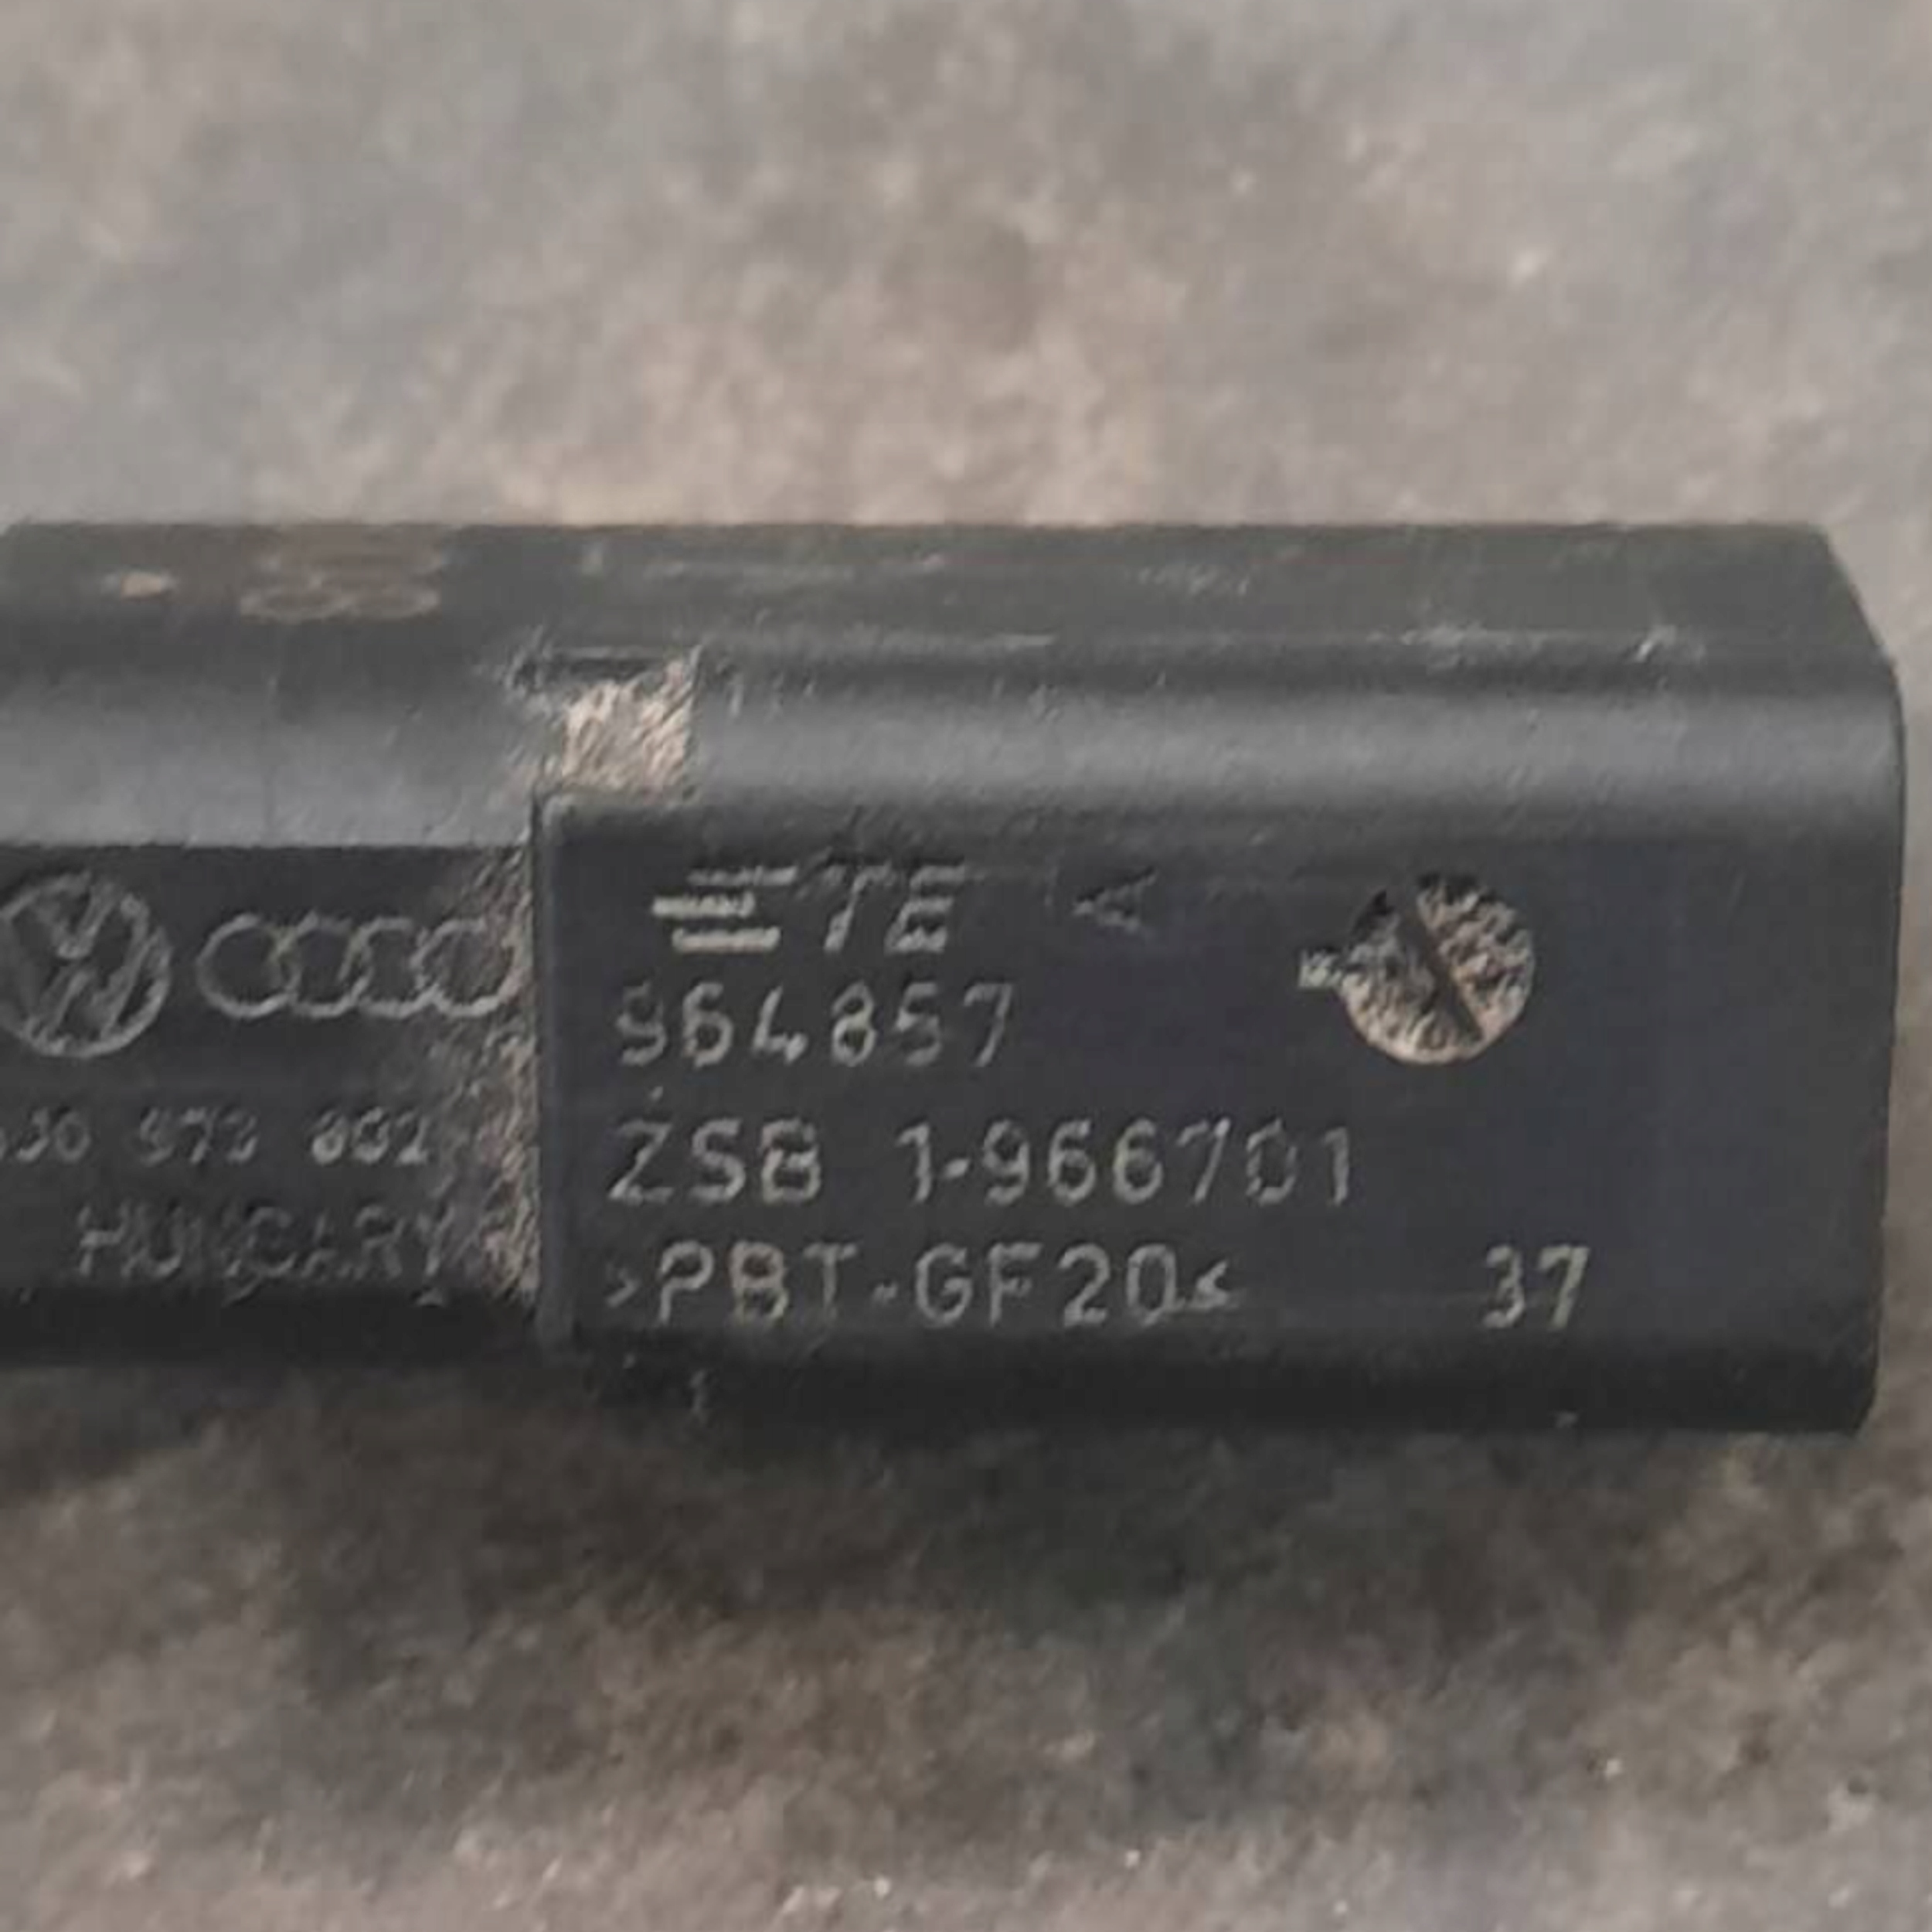 TE
964857
ZSB 1-966701
>PBT-GF20< 37
HUNGARY